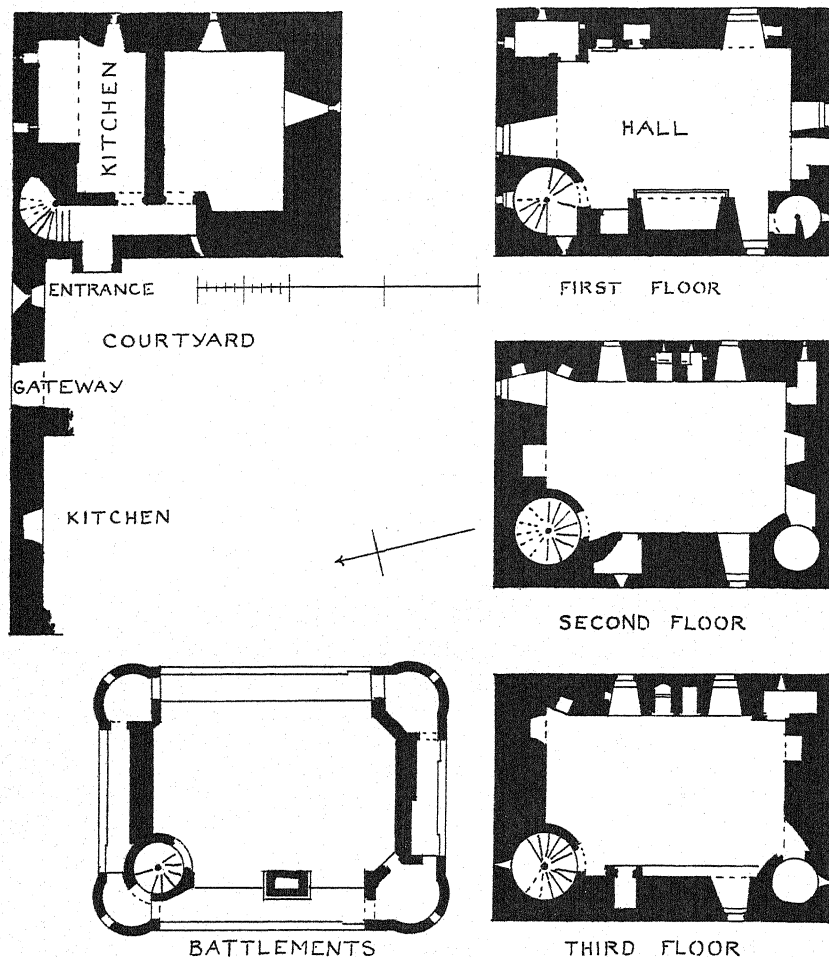 KITCHEN
HALL
ENTRANCE
FIRST FLOOR
COURTYARD
GATEWAY
KITCHEN
SECOND FLOOR
BATTLEMENTS
THIRD FLOOR